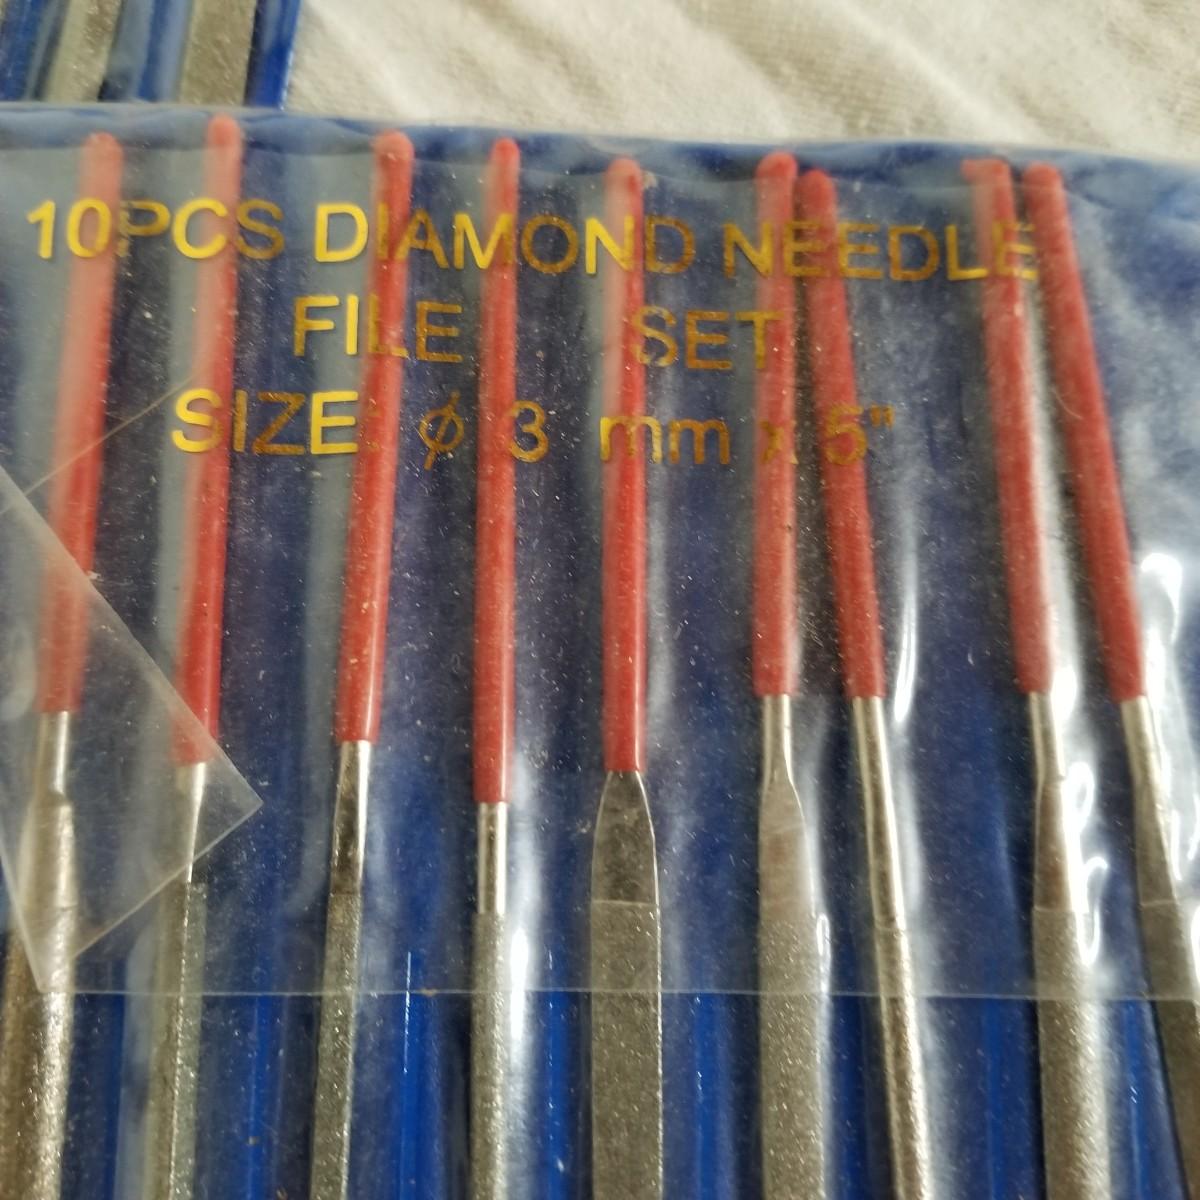 10PCS DIAMOND NEEDLE
FILE SET
SIZE: ϕ 3 mm x 5"